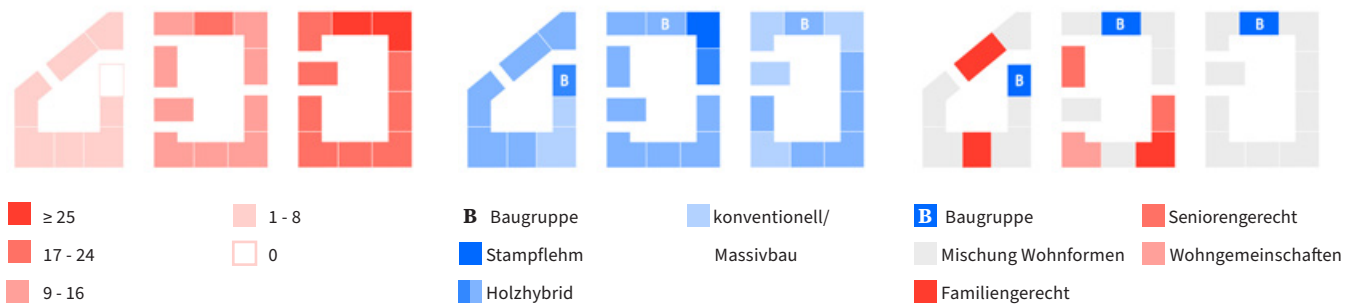 B
B
B
B
B
B
B
≥ 25
1 - 8
17 - 24
0
9 - 16
B Baugruppe
konventionell/
Stampflehm
Massivbau
Holzhybrid
B Baugruppe
Seniorengerecht
Mischung Wohnformen
Wohngemeinschaften
Familiengerecht